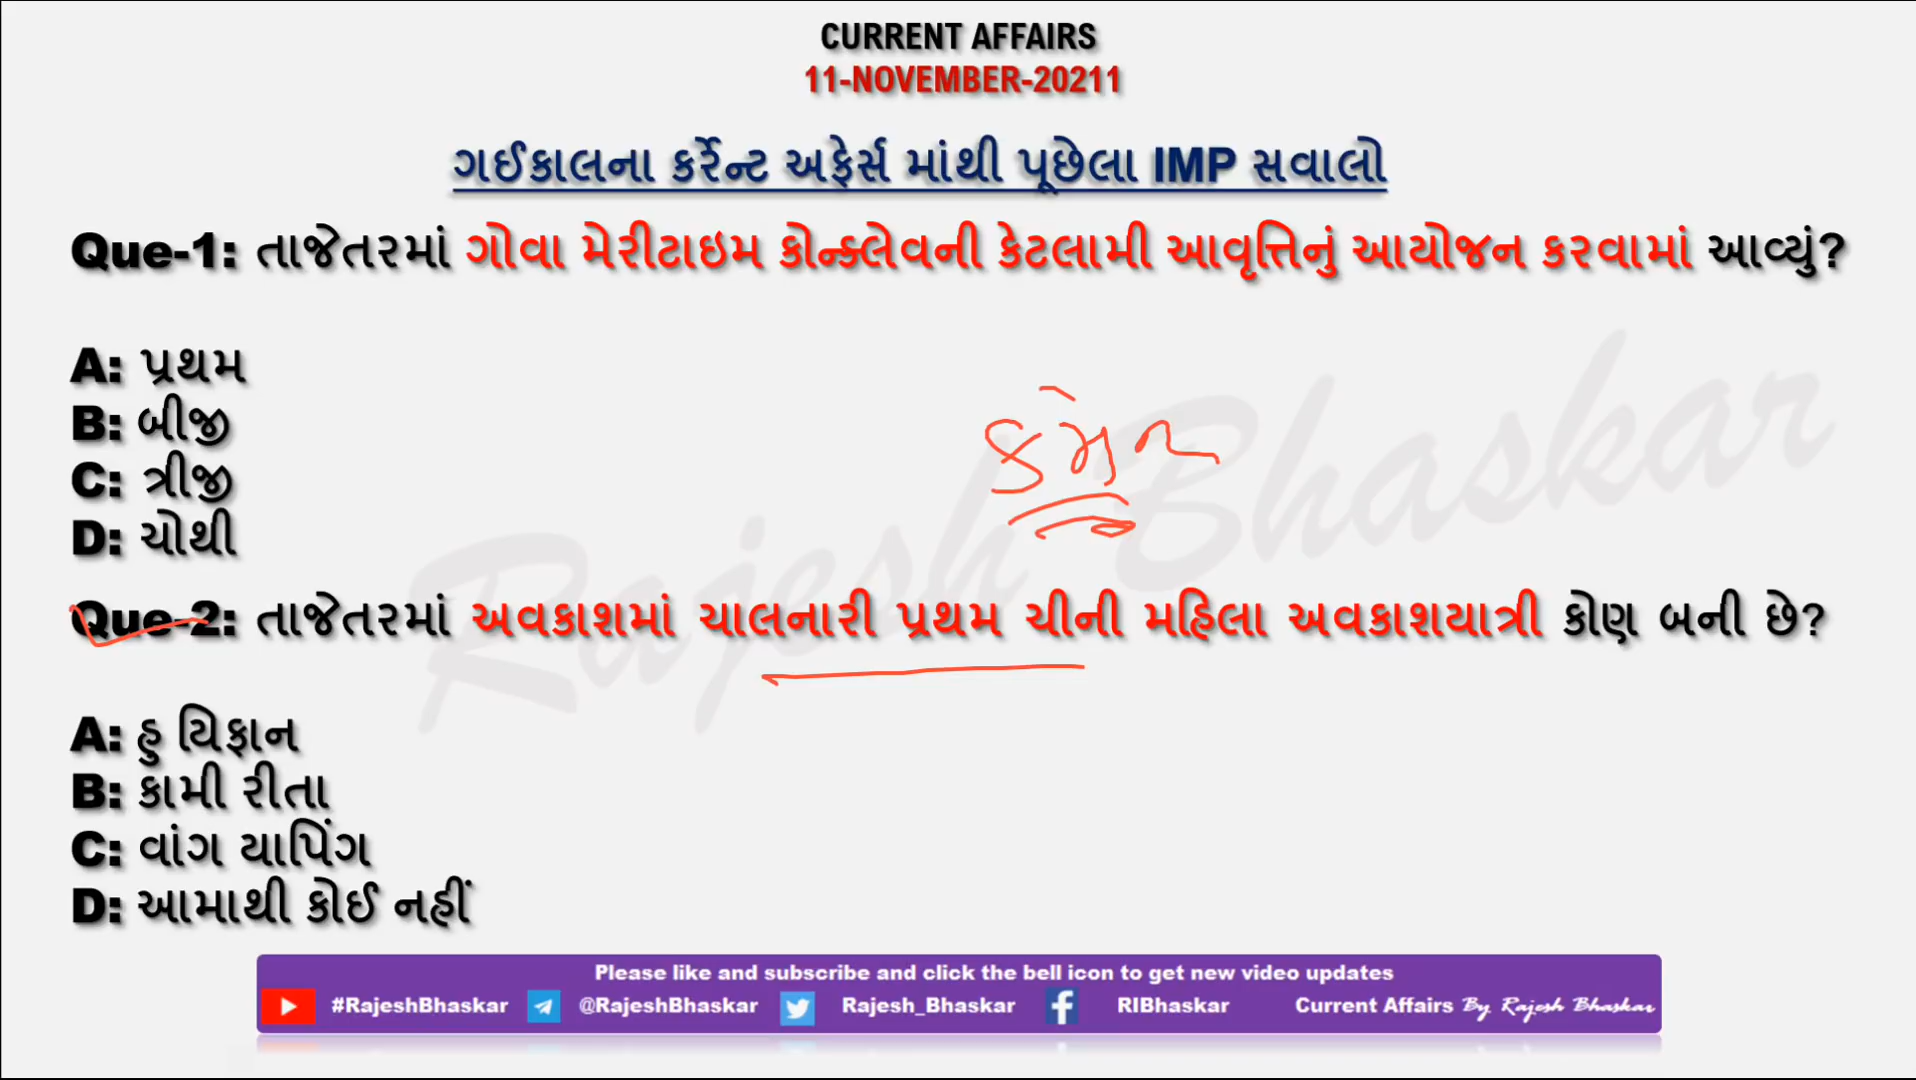 CURRENT AFFAIRS
11-NOVEMBER-20211
ગઈકાલના કર્રેન્ટ અફેર્સ માંથી પૂછેલા IMP સવાલો
Que-1: તાજેતરમાં ગોવા મેરીટાઇમ કોન્ક્લેવની કેટલામી આવૃત્તિનું આયોજન કરવામાં આવ્યું?
A: પ્રથમ
B: બીજી
C: ત્રીજી
D: ચોથી
Que-2: તાજેતરમાં અવકાશમાં ચાલનારી પ્રથમ ચીની મહિલા અવકાશયાત્રી કોણ બની છે?
A: હુ યિફાન
B: કામી રીતા
C: વાંગ યાપિંગ
D: આમાથી કોઈ નહીં
Rajesh Bhaskar
Please like and subscribe and click the bell icon to get new video updates
#RajeshBhaskar @RajeshBhaskar Rajesh_Bhaskar RIBhaskar Current Affairs By Rajesh Bhaskar